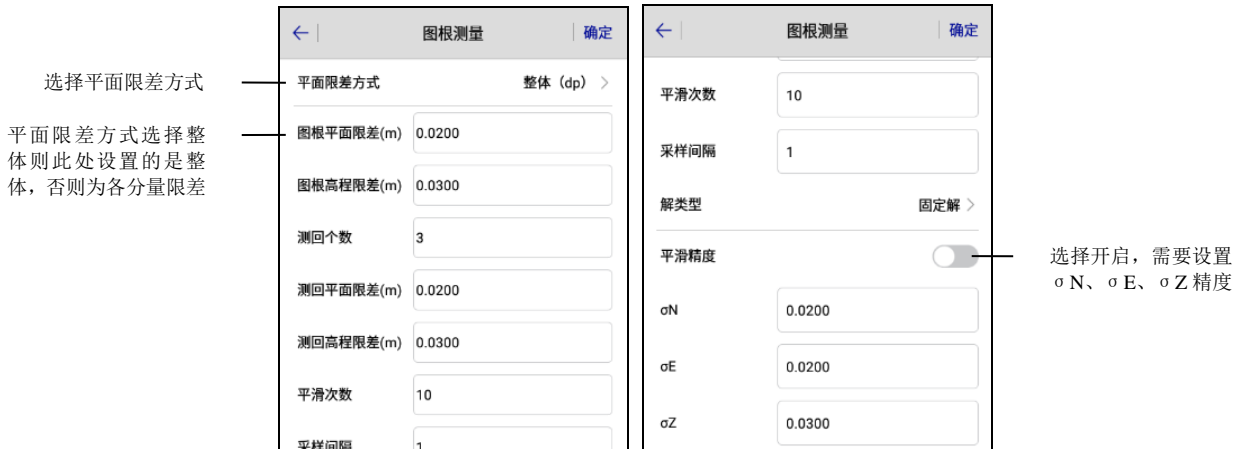 图根测量 确定
平面限差方式 整体（dp）
图根平面限差(m) 0.0200
图根高程限差(m) 0.0300
测回个数 3
测回平面限差(m) 0.0200
测回高程限差(m) 0.0300
平滑次数 10
采样间隔 1
选择平面限差方式
平面限差方式选择整
体则此处设置的是整
体，否则为各分量限差
图根测量 确定
平滑次数 10
采样间隔 1
解类型 固定解
平滑精度
σN 0.0200
σE 0.0200
σZ 0.0300
选择开启，需要设置
σN、σE、σZ精度